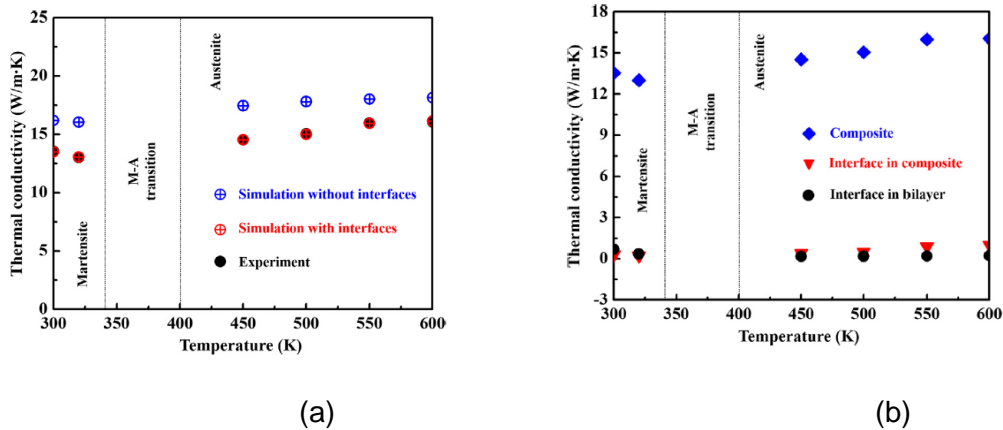 Thermal conductivity (W/m·K)
25
20
15
10
5
0
Martensite
M-A
transition
Austenite
Simulation without interfaces
Simulation with interfaces
Experiment
300 350 400 450 500 550 600
Temperature (K)
(a)
Thermal conductivity (W/m·K)
18
15
12
9
6
3
0
-3
Martensite
M-A
transition
Austenite
Composite
Interface in composite
Interface in bilayer
300 350 400 450 500 550 600
Temperature (K)
(b)